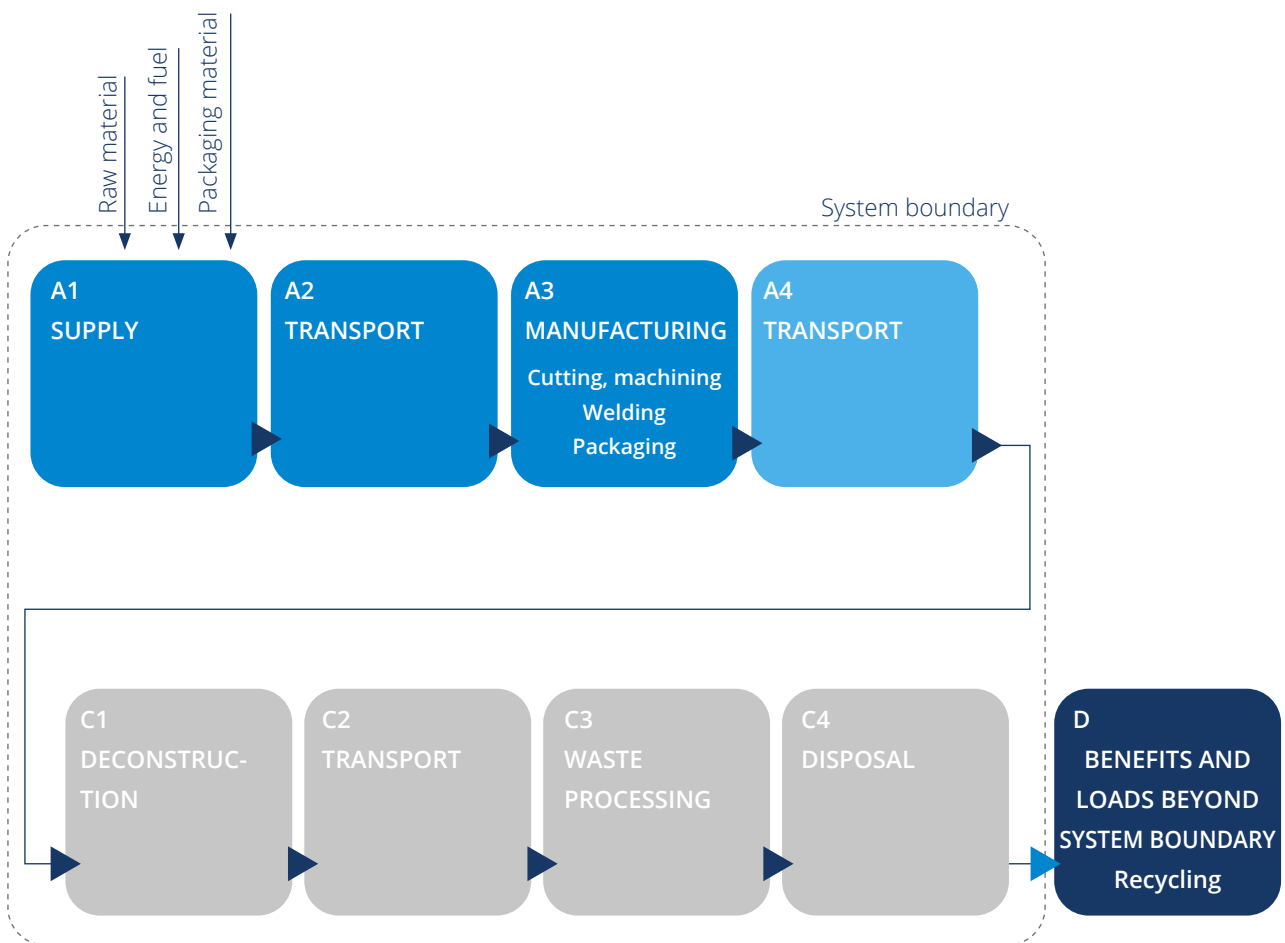 Raw material
Energy and fuel
Packaging material
System boundary
A1
SUPPLY
A2
TRANSPORT
A3
MANUFACTURING
Cutting, machining
Welding
Packaging
A4
TRANSPORT
C1
DECONSTRUC-
TION
C2
TRANSPORT
C3
WASTE
PROCESSING
C4
DISPOSAL
D
BENEFITS AND
LOADS BEYOND
SYSTEM BOUNDARY
Recycling